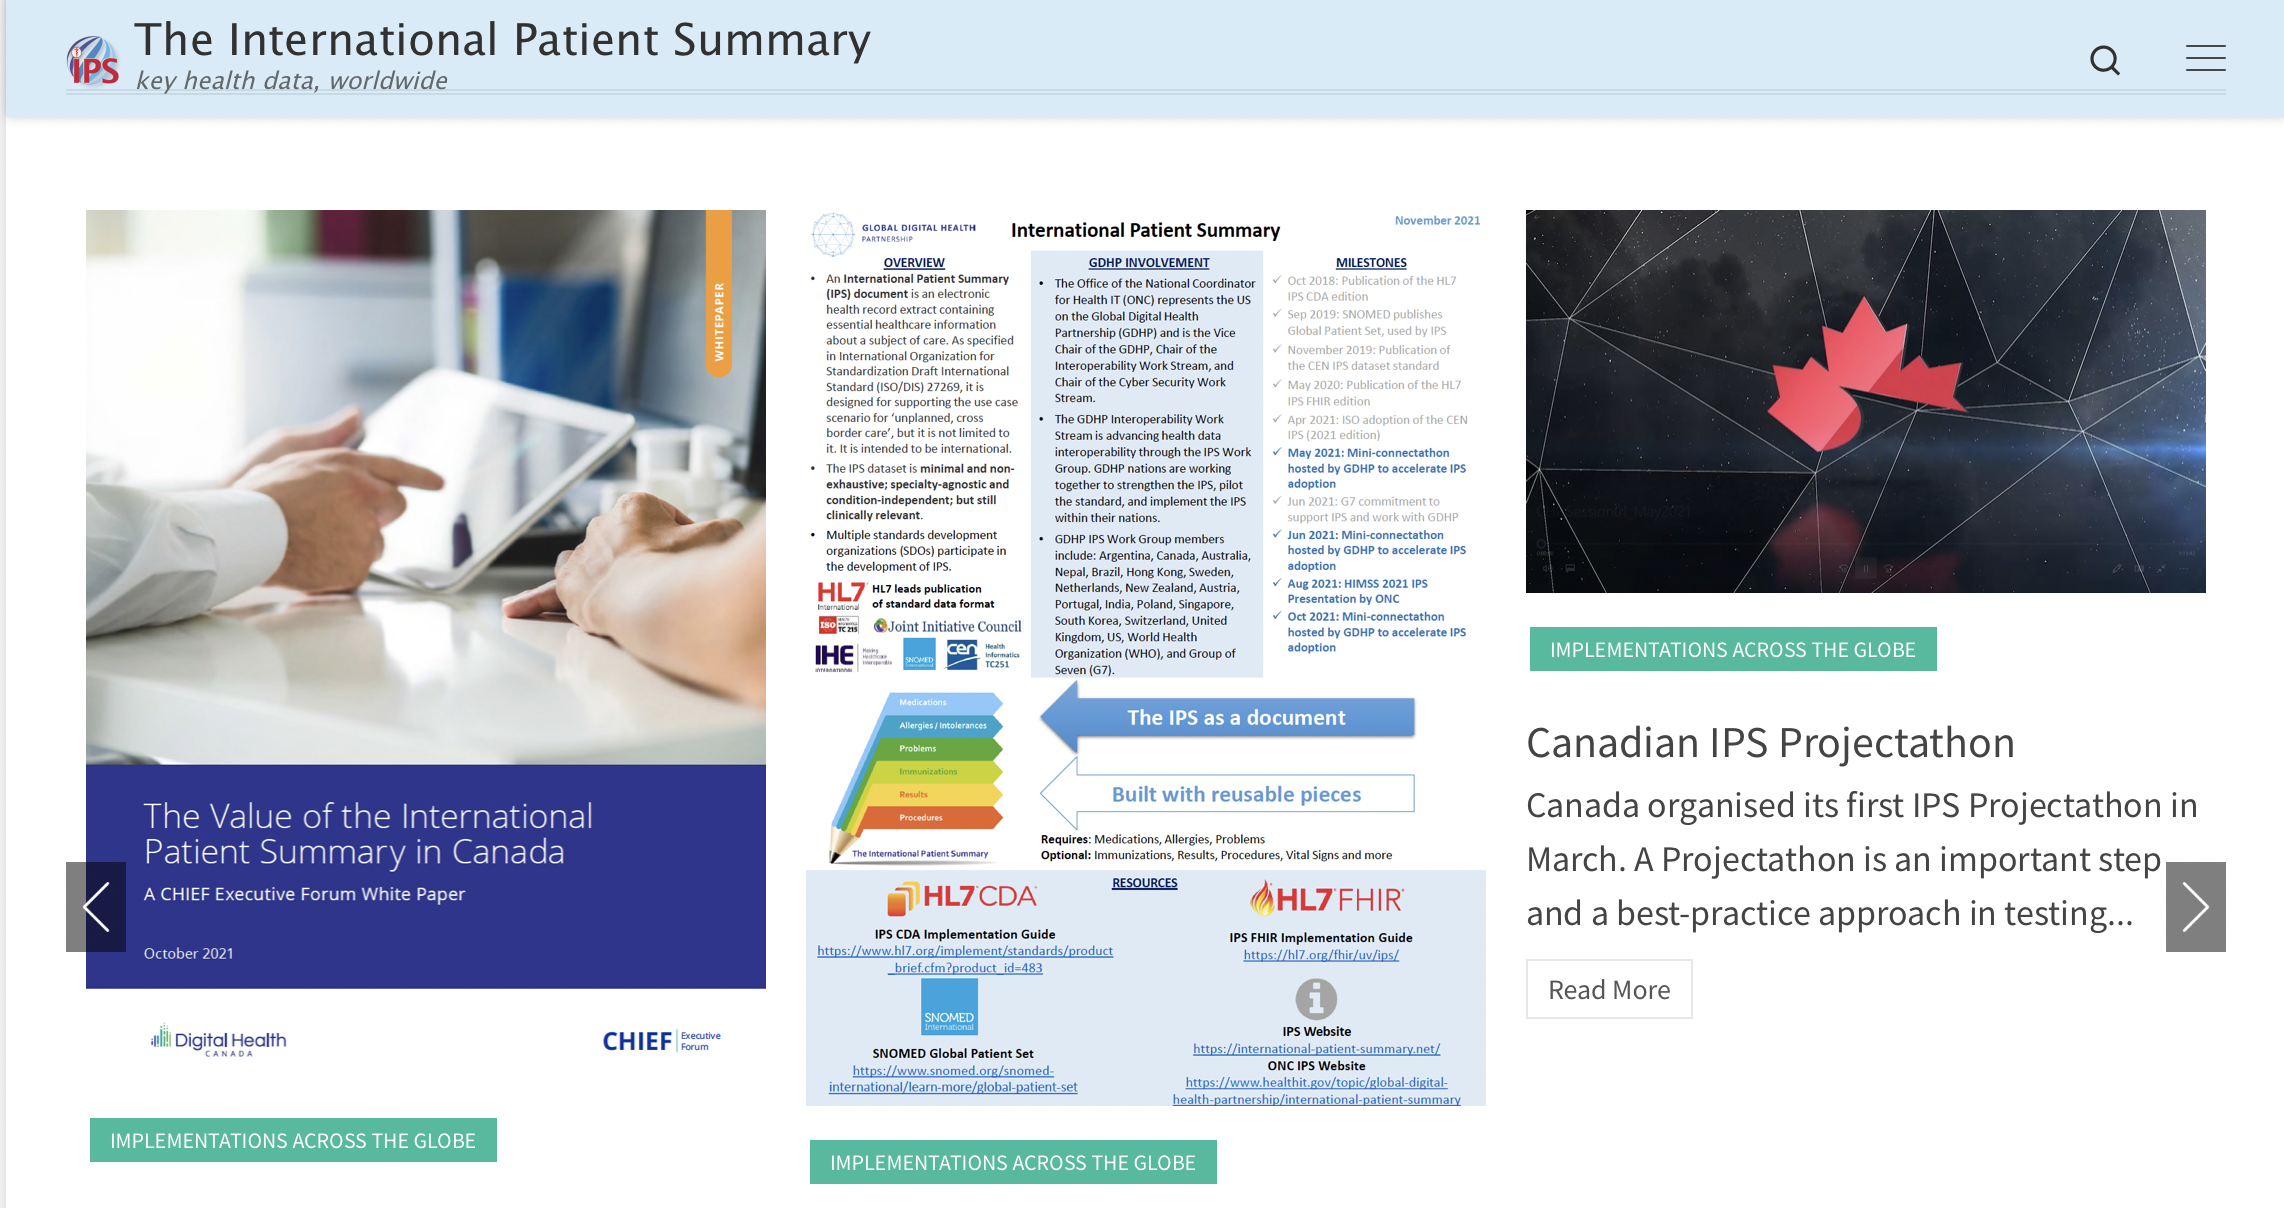 The International Patient Summary
key health data, worldwide
IPS
WHITEPAPER
The Value of the International
Patient Summary in Canada
A CHIEF Executive Forum White Paper
October 2021
Digital Health
CANADA
CHIEF Executive
Forum
IMPLEMENTATIONS ACROSS THE GLOBE
GLOBAL DIGITAL HEALTH
PARTNERSHIP
International Patient Summary
November 2021
OVERVIEW
• An International Patient Summary
(IPS) document is an electronic
health record extract containing
essential healthcare information
about a subject of care. As specified
in International Organization for
Standardization Draft International
Standard (ISO/DIS) 27269, it is
designed for supporting the use case
scenario for ‘unplanned, cross
border care’, but it is not limited to
it. It is intended to be international.
• The IPS dataset is minimal and non-
exhaustive; specialty-agnostic and
condition-independent; but still
clinically relevant.
• Multiple standards development
organizations (SDOs) participate in
the development of IPS.
HL7
International
HL7 leads publication
of standard data format
ISO
TC 215
Joint Initiative Council
IHE
INTERNATIONAL
Making
Healthcare
Interoperable
SNOMED
International
cen
Health
Informatics
TC251
GDHP INVOLVEMENT
• The Office of the National Coordinator
for Health IT (ONC) represents the US
on the Global Digital Health
Partnership (GDHP) and is the Vice
Chair of the GDHP, Chair of the
Interoperability Work Stream, and
Chair of the Cyber Security Work
Stream.
• The GDHP Interoperability Work
Stream is advancing health data
interoperability through the IPS Work
Group. GDHP nations are working
together to strengthen the IPS, pilot
the standard, and implement the IPS
within their nations.
• GDHP IPS Work Group members
include: Argentina, Canada, Australia,
Nepal, Brazil, Hong Kong, Sweden,
Netherlands, New Zealand, Austria,
Portugal, India, Poland, Singapore,
South Korea, Switzerland, United
Kingdom, US, World Health
Organization (WHO), and Group of
Seven (G7).
MILESTONES
✓ Oct 2018: Publication of the HL7
IPS CDA edition
✓ Sep 2019: SNOMED publishes
Global Patient Set, used by IPS
✓ November 2019: Publication of
the CEN IPS dataset standard
✓ May 2020: Publication of the HL7
IPS FHIR edition
✓ Apr 2021: ISO adoption of the CEN
IPS (2021 edition)
✓ May 2021: Mini-connectathon
hosted by GDHP to accelerate IPS
adoption
✓ Jun 2021: G7 commitment to
support IPS and work with GDHP
✓ Jun 2021: Mini-connectathon
hosted by GDHP to accelerate IPS
adoption
✓ Aug 2021: HIMSS 2021 IPS
Presentation by ONC
✓ Oct 2021: Mini-connectathon
hosted by GDHP to accelerate IPS
adoption
Medications
Allergies / Intolerances
Problems
Immunizations
Results
Procedures
The International Patient Summary
The IPS as a document
Built with reusable pieces
Requires: Medications, Allergies, Problems
Optional: Immunizations, Results, Procedures, Vital Signs and more
RESOURCES
HL7 CDA
IPS CDA Implementation Guide
https://www.hl7.org/implement/standards/product
_brief.cfm?product_id=483
SNOMED
International
SNOMED Global Patient Set
https://www.snomed.org/snomed-
international/learn-more/global-patient-set
HL7 FHIR
IPS FHIR Implementation Guide
https://hl7.org/fhir/uv/ips/
IPS Website
https://international-patient-summary.net/
ONC IPS Website
https://www.healthit.gov/topic/global-digital-
health-partnership/international-patient-summary
IMPLEMENTATIONS ACROSS THE GLOBE
IMPLEMENTATIONS ACROSS THE GLOBE
Canadian IPS Projectathon
Canada organised its first IPS Projectathon in
March. A Projectathon is an important step
and a best-practice approach in testing...
Read More